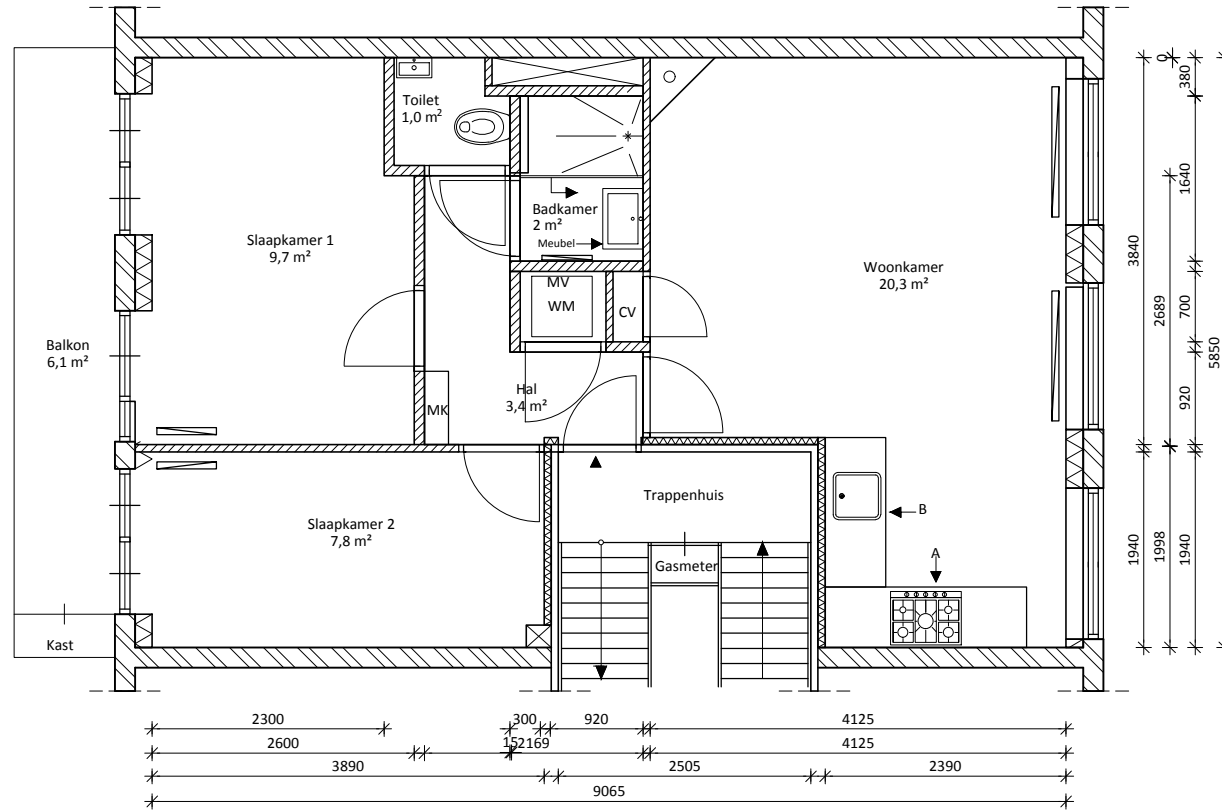 Toilet
1,0 m²
Badkamer
2 m²
Meubel
Slaapkamer 1
9,7 m²
Woonkamer
20,3 m²
MV
WM
CV
Balkon
6,1 m²
Hal
3,4 m²
MK
Trappenhuis
Slaapkamer 2
7,8 m²
Gasmeter
B
A
Kast
0
380
1640
3840
2689
700
5850
920
1940
1998
1940
2300
300
920
4125
2600
2169
4125
3890
2505
2390
9065